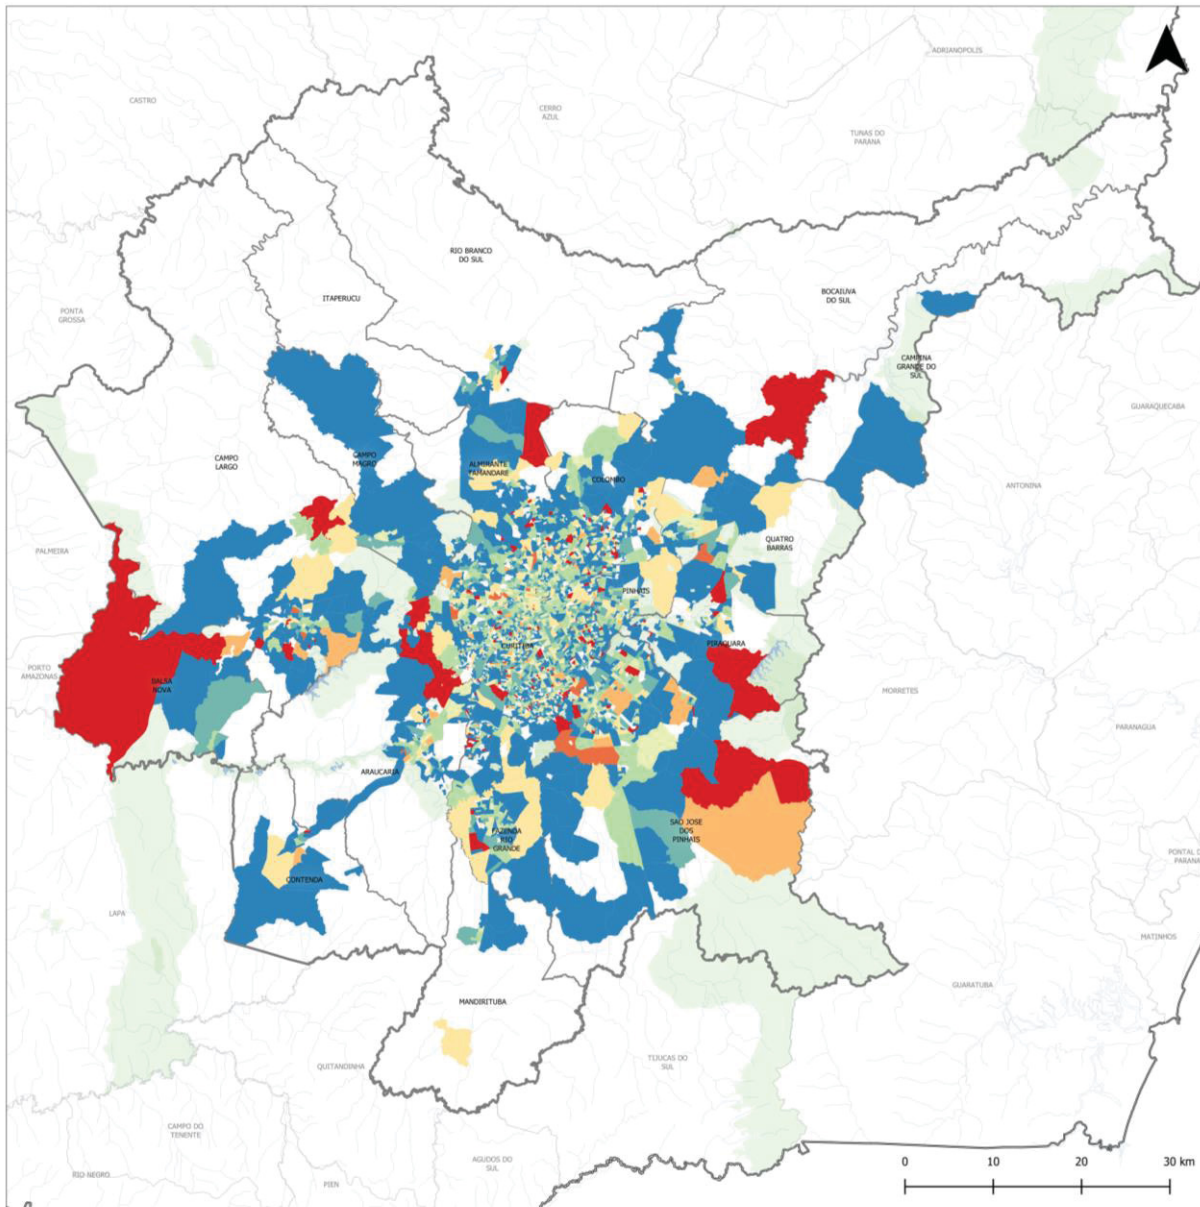 ADRIANOPOLIS
CASTRO
CERRO
AZUL
TUNAS DO
PARANA
RIO BRANCO
DO SUL
ITAPERUCU
BOCAIUVA
DO SUL
PONTA
GROSSA
CAMPINA
GRANDE DO
SUL
GUARAQUECABA
CAMPO
LARGO
CAMPO
MAGRO
ALMIRANTE
TAMANDARE
COLOMBO
ANTONINA
PALMEIRA
QUATRO
BARRAS
PINHAIS
CURITIBA
PIRAQUARA
PORTO
AMAZONAS
BALSA
NOVA
MORRETES
PARANAGUA
ARAUCARIA
FAZENDA
RIO
GRANDE
SAO JOSE
DOS
PINHAIS
PONTAL D
PARANA
CONTENDA
LAPA
MATINHOS
GUARATUBA
MANDIRITUBA
QUITANDINHA
TIJUCAS DO
SUL
CAMPO DO
TENENTE
AGUDOS DO
SUL
RIO NEGRO
PIEN
0 10 20 30 km